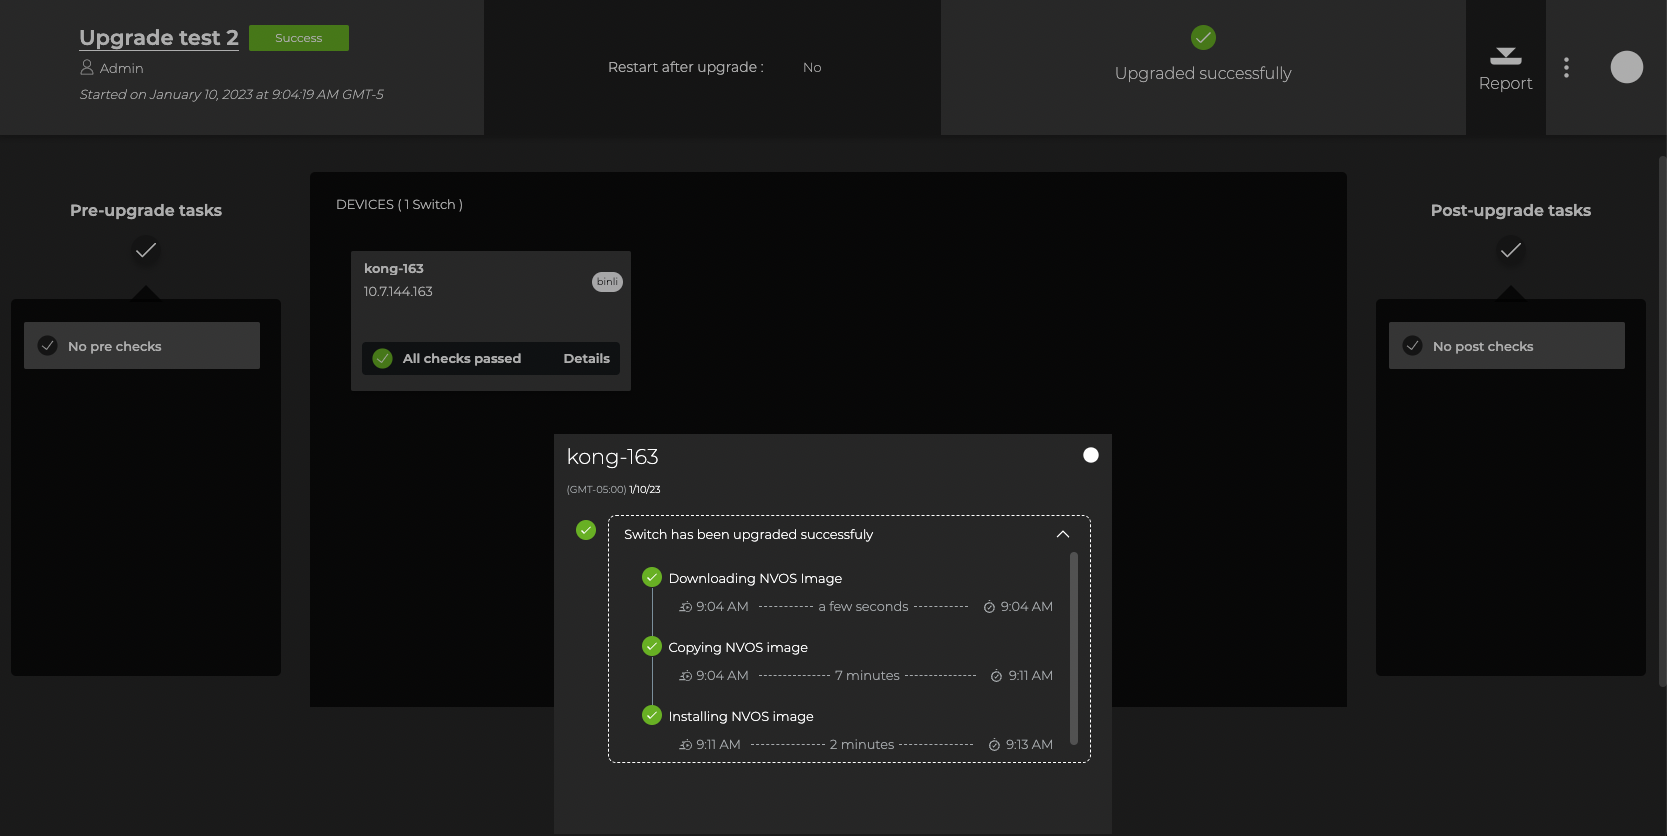 Upgrade test 2
Success
Admin
Started on January 10, 2023 at 9:04:19 AM GMT-5
Restart after upgrade : No
Upgraded successfully
Report
Pre-upgrade tasks
No pre checks
DEVICES ( 1 Switch )
kong-163
10.7.144.163
binli
All checks passed Details
Post-upgrade tasks
No post checks
kong-163
(GMT-05:00) 1/10/23
Switch has been upgraded successfuly
Downloading NVOS Image
9:04 AM a few seconds 9:04 AM
Copying NVOS image
9:04 AM 7 minutes 9:11 AM
Installing NVOS image
9:11 AM 2 minutes 9:13 AM